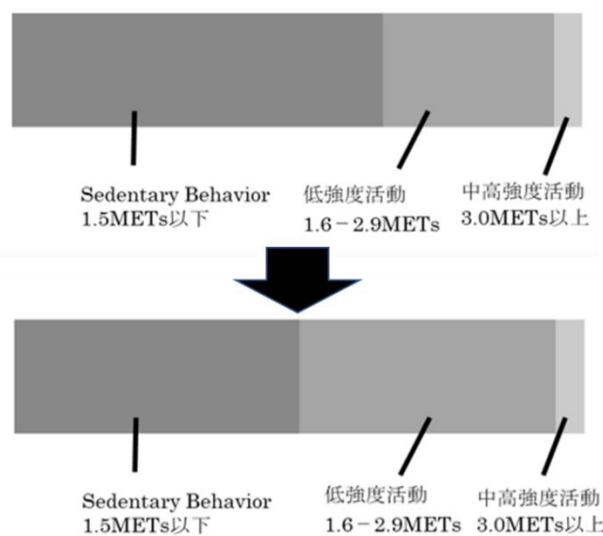 Sedentary Behavior
1.5METs以下
低強度活動
1.6－2.9METs
中高強度活動
3.0METs以上
Sedentary Behavior
1.5METs以下
低強度活動
1.6－2.9METs
中高強度活動
3.0METs以上